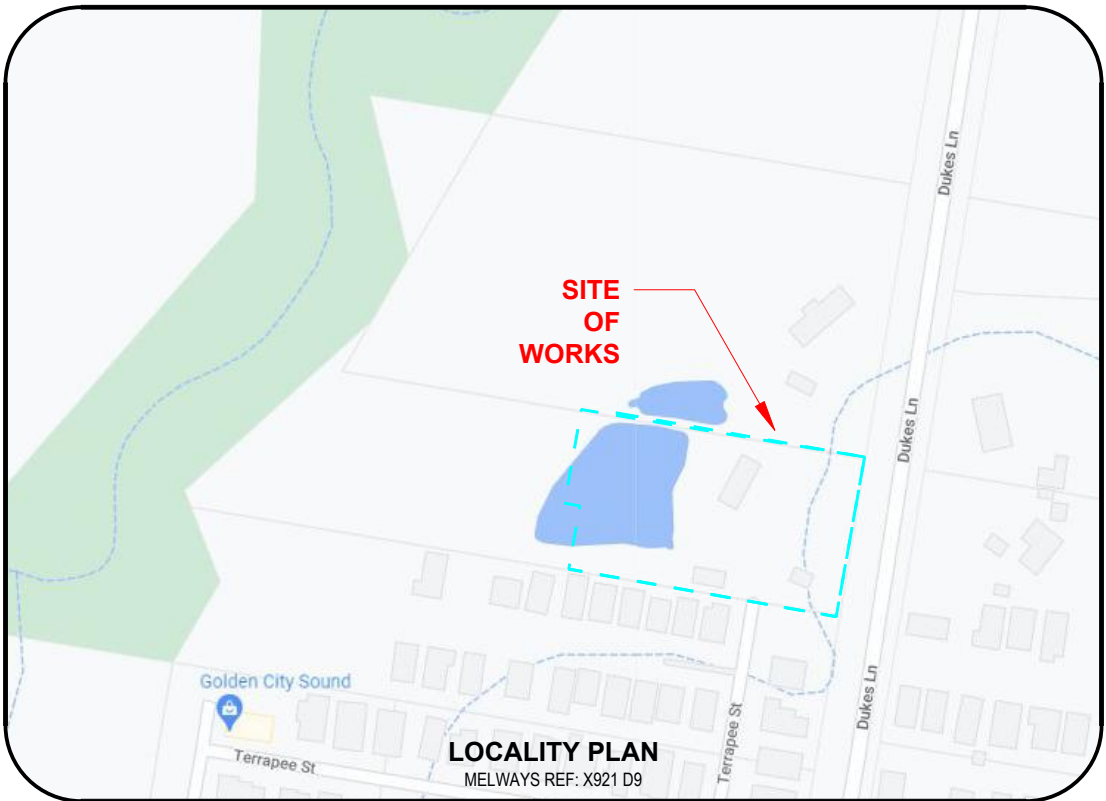 Dukes Ln
SITE
OF
WORKS
Dukes Ln
Golden City Sound
Dukes Ln
Terrapee St
Terrapee St
LOCALITY PLAN
MELWAYS REF: X921 D9